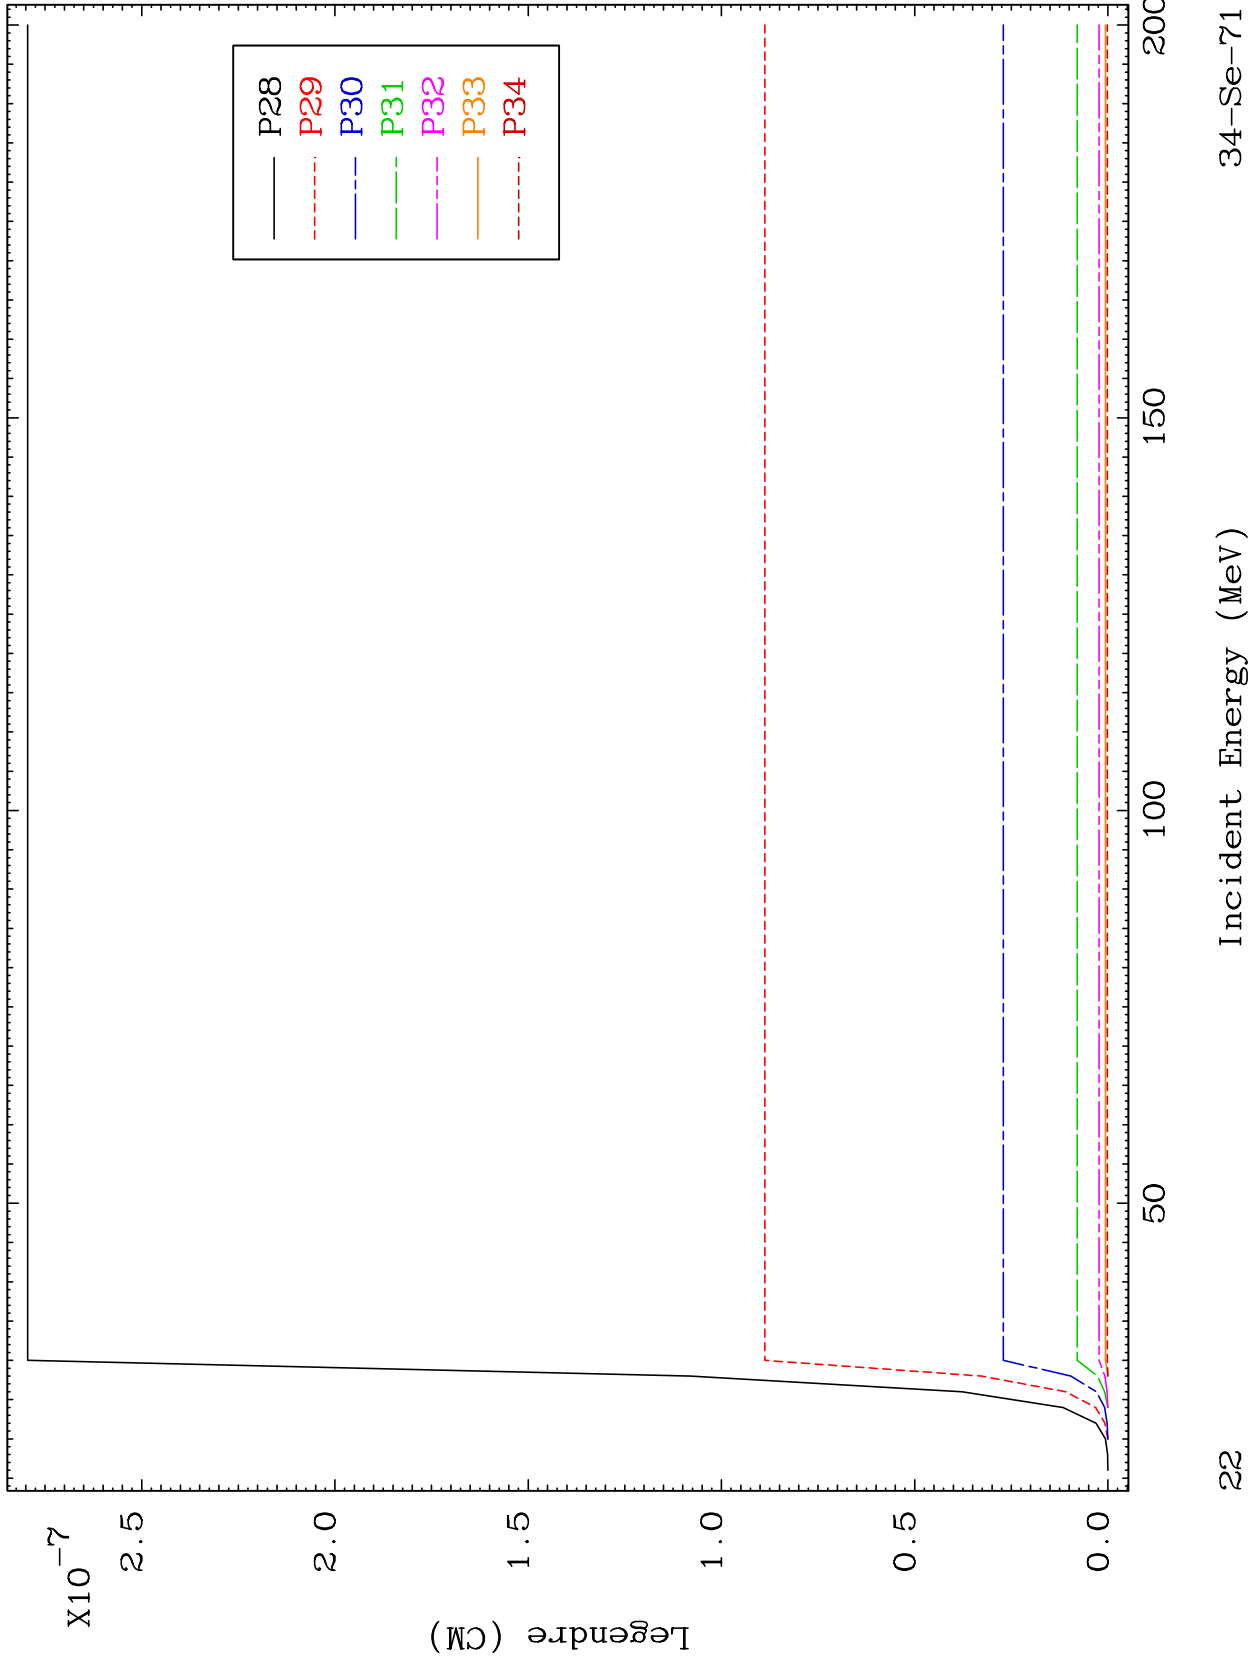 X10-7
2.5
2.0
1.5
1.0
0.5
0.0
Legendre (CM)
P28
P29
P30
P31
P32
P33
P34
50
100
150
200
22
Incident Energy (MeV)
34-Se-71